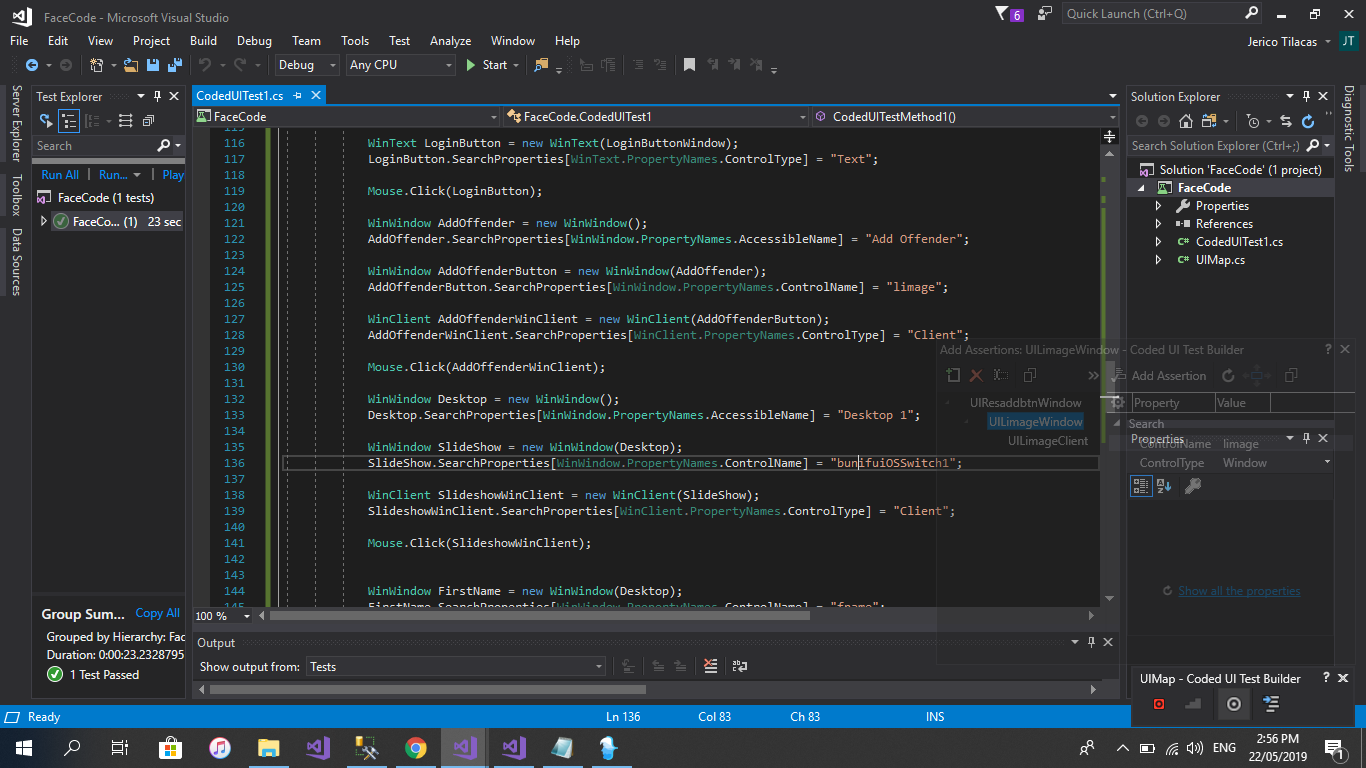 FaceCode - Microsoft Visual Studio
6
Quick Launch (Ctrl+Q)
File Edit View Project Build Debug Team Tools Test Analyze Window Help
Jerico Tilacas JT
Debug Any CPU Start
Server Explorer
Toolbox
Data Sources
Test Explorer
Search
Run All Run... Play
FaceCode (1 tests)
FaceCo... (1) 23 sec
Group Sum... Copy All
Grouped by Hierarchy: Fac
Duration: 0:00:23.2328795
1 Test Passed
CodedUITest1.cs
FaceCode FaceCode.CodedUITest1 CodedUITestMethod1()
115
116 WinText LoginButton = new WinText(LoginButtonWindow);
117 LoginButton.SearchProperties[WinText.PropertyNames.ControlType] = "Text";
118
119 Mouse.Click(LoginButton);
120
121 WinWindow AddOffender = new WinWindow();
122 AddOffender.SearchProperties[WinWindow.PropertyNames.AccessibleName] = "Add Offender";
123
124 WinWindow AddOffenderButton = new WinWindow(AddOffender);
125 AddOffenderButton.SearchProperties[WinWindow.PropertyNames.ControlName] = "limage";
126
127 WinClient AddOffenderWinClient = new WinClient(AddOffenderButton);
128 AddOffenderWinClient.SearchProperties[WinClient.PropertyNames.ControlType] = "Client";
129
130 Mouse.Click(AddOffenderWinClient);
131
132 WinWindow Desktop = new WinWindow();
133 Desktop.SearchProperties[WinWindow.PropertyNames.AccessibleName] = "Desktop 1";
134
135 WinWindow SlideShow = new WinWindow(Desktop);
136 SlideShow.SearchProperties[WinWindow.PropertyNames.ControlName] = "bunifuiOSSwitch1";
137
138 WinClient SlideshowWinClient = new WinClient(SlideShow);
139 SlideshowWinClient.SearchProperties[WinClient.PropertyNames.ControlType] = "Client";
140
141 Mouse.Click(SlideshowWinClient);
142
143
144 WinWindow FirstName = new WinWindow(Desktop);
145 FirstName.SearchProperties[WinWindow.PropertyNames.ControlName] = "fname";
100 %
Output
Show output from: Tests
Solution Explorer
Search Solution Explorer (Ctrl+;)
Solution 'FaceCode' (1 project)
FaceCode
Properties
References
CodedUITest1.cs
UIMap.cs
Diagnostic Tools
Add Assertions: UILimageWindow - Coded UI Test Builder
Add Assertion
UIResaddbtnWindow
UILimageWindow
UILimageClient
Property Value
Search
Properties
ControlName limage
ControlType Window
Show all the properties
UIMap - Coded UI Test Builder
Ready Ln 136 Col 83 Ch 83 INS
ENG
2:56 PM
22/05/2019
1